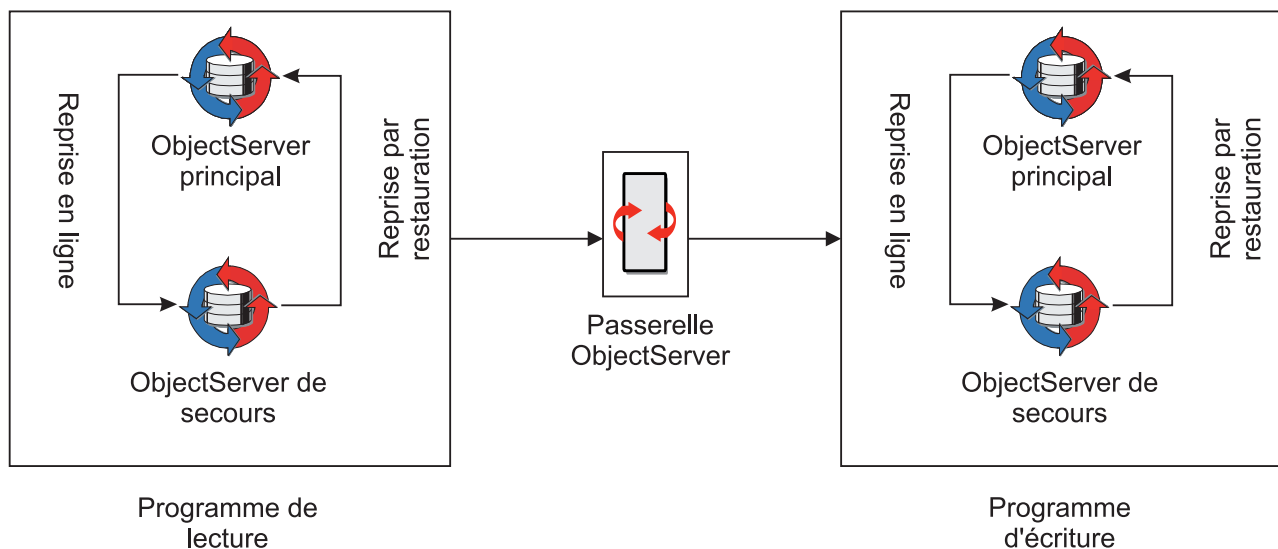 Reprise en ligne
ObjectServer
principal
Reprise par
restauration
ObjectServer de
secours
Programme de
lecture
Passerelle
ObjectServer
Reprise en ligne
ObjectServer
principal
Reprise par
restauration
ObjectServer de
secours
Programme
d'écriture